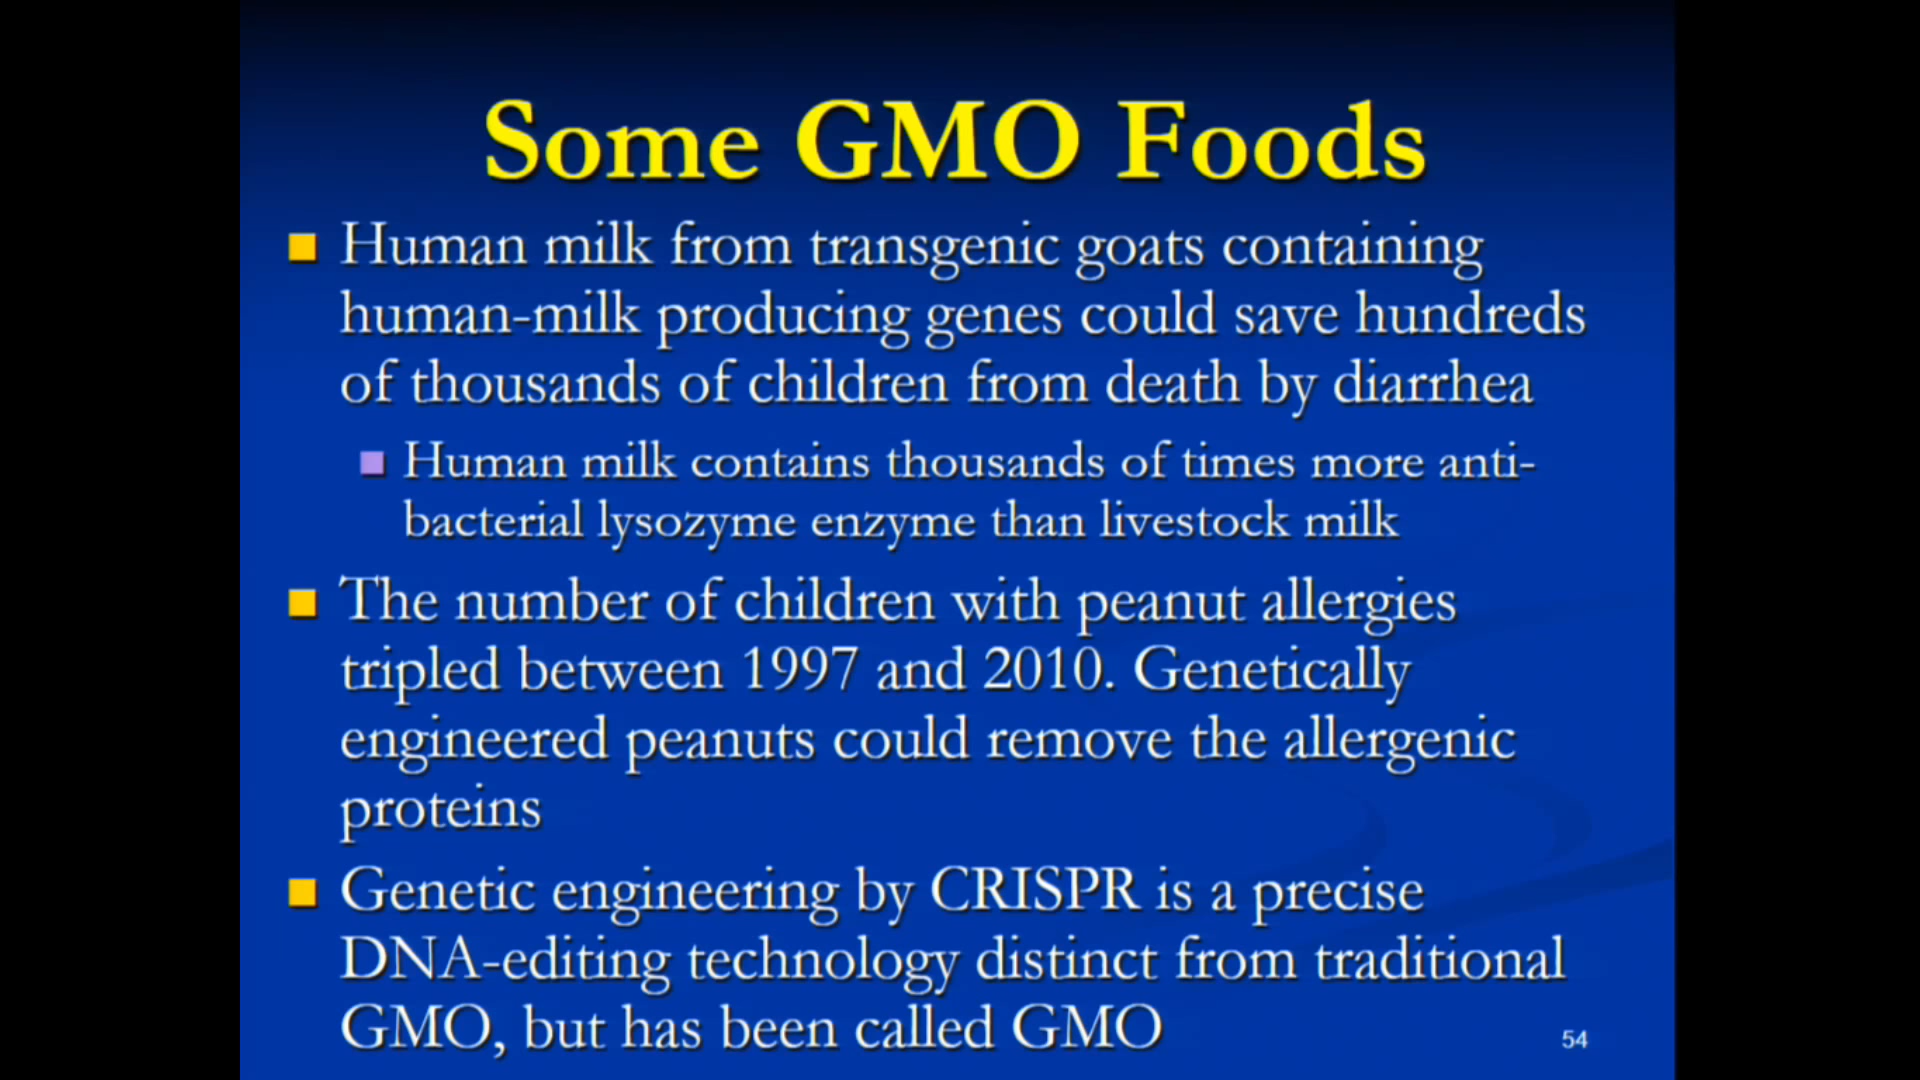 Some GMO Foods
Human milk from transgenic goats containing
human-milk producing genes could save hundreds
of thousands of children from death by diarrhea
Human milk contains thousands of times more anti-
bacterial lysozyme enzyme than livestock milk
The number of children with peanut allergies
tripled between 1997 and 2010. Genetically
engineered peanuts could remove the allergenic
proteins
Genetic engineering by CRISPR is a precise
DNA-editing technology distinct from traditional
GMO, but has been called GMO
54